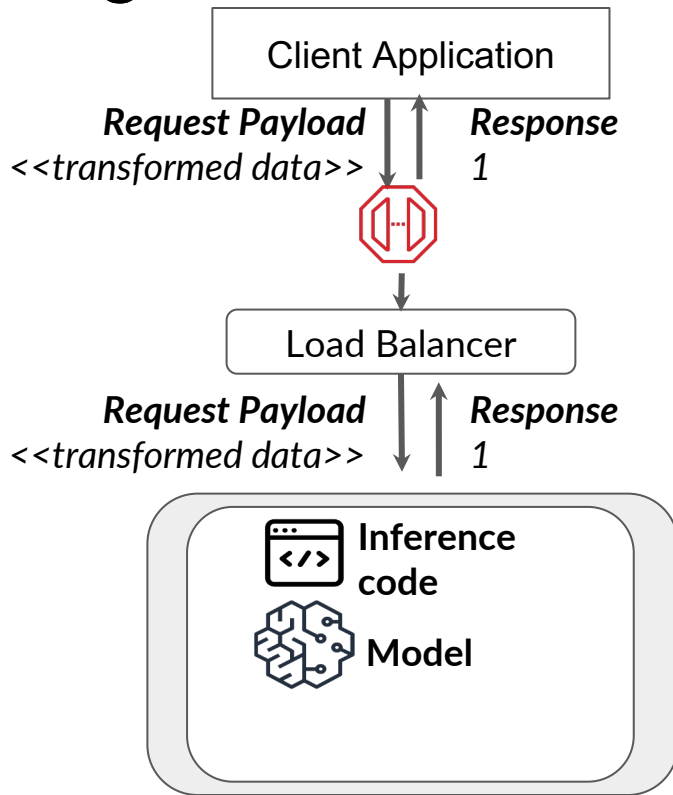 Client Application
Request Payload
<<transformed data>>
Response
1
Load Balancer
Request Payload
<<transformed data>>
Response
1
</>
Inference
code
Model